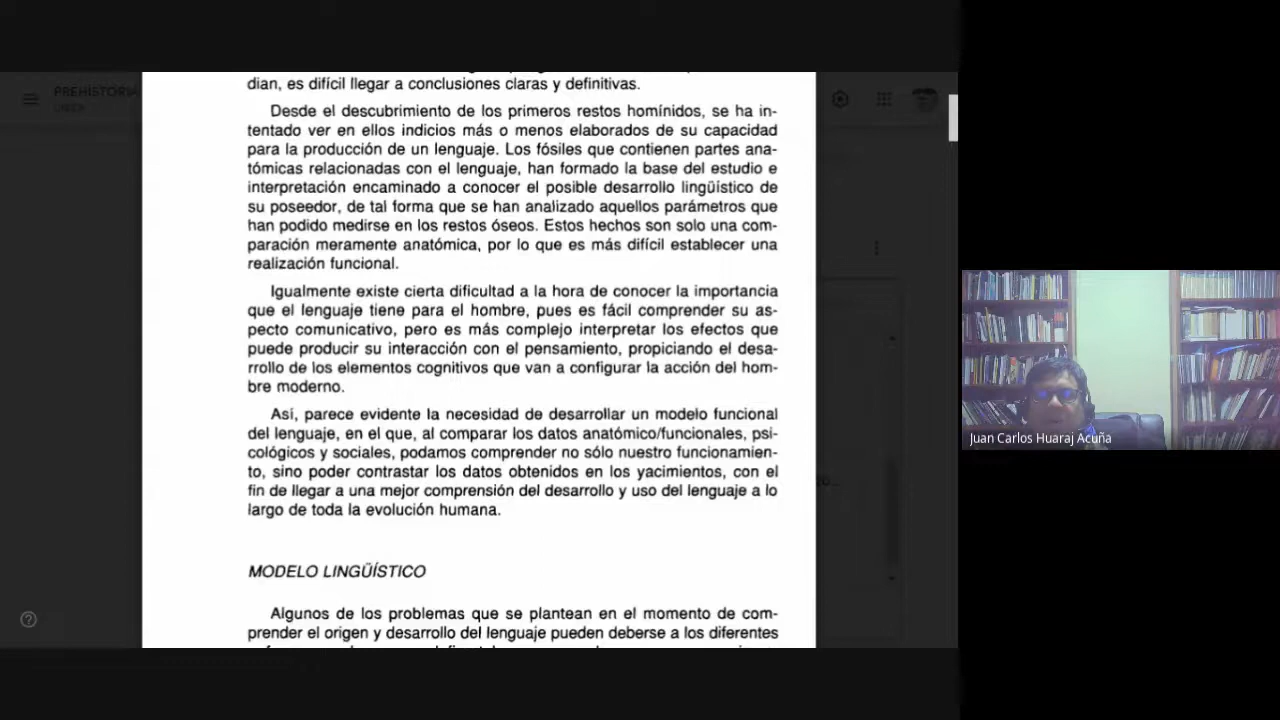 PREHISTORIA
dian, es difícil llegar a conclusiones claras y definitivas.
Desde el descubrimiento de los primeros restos homínidos, se ha in-
tentado ver en ellos indicios más o menos elaborados de su capacidad
para la producción de un lenguaje. Los fósiles que contienen partes ana-
tómicas relacionadas con el lenguaje, han formado la base del estudio e
interpretación encaminado a conocer el posible desarrollo lingüístico de
su poseedor, de tal forma que se han analizado aquellos parámetros que
han podido medirse en los restos óseos. Estos hechos son solo una com-
paración meramente anatómica, por lo que es más difícil establecer una
realización funcional.
Igualmente existe cierta dificultad a la hora de conocer la importancia
que el lenguaje tiene para el hombre, pues es fácil comprender su as-
pecto comunicativo, pero es más complejo interpretar los efectos que
puede producir su interacción con el pensamiento, propiciando el desa-
rrollo de los elementos cognitivos que van a configurar la acción del hom-
bre moderno.
Así, parece evidente la necesidad de desarrollar un modelo funcional
del lenguaje, en el que, al comparar los datos anatómico/funcionales, psi-
cológicos y sociales, podamos comprender no sólo nuestro funcionamien-
to, sino poder contrastar los datos obtenidos en los yacimientos, con el
fin de llegar a una mejor comprensión del desarrollo y uso del lenguaje a lo
largo de toda la evolución humana.
MODELO LINGÜÍSTICO
Algunos de los problemas que se plantean en el momento de com-
prender el origen y desarrollo del lenguaje pueden deberse a los diferentes
Juan Carlos Huaraj Acuña